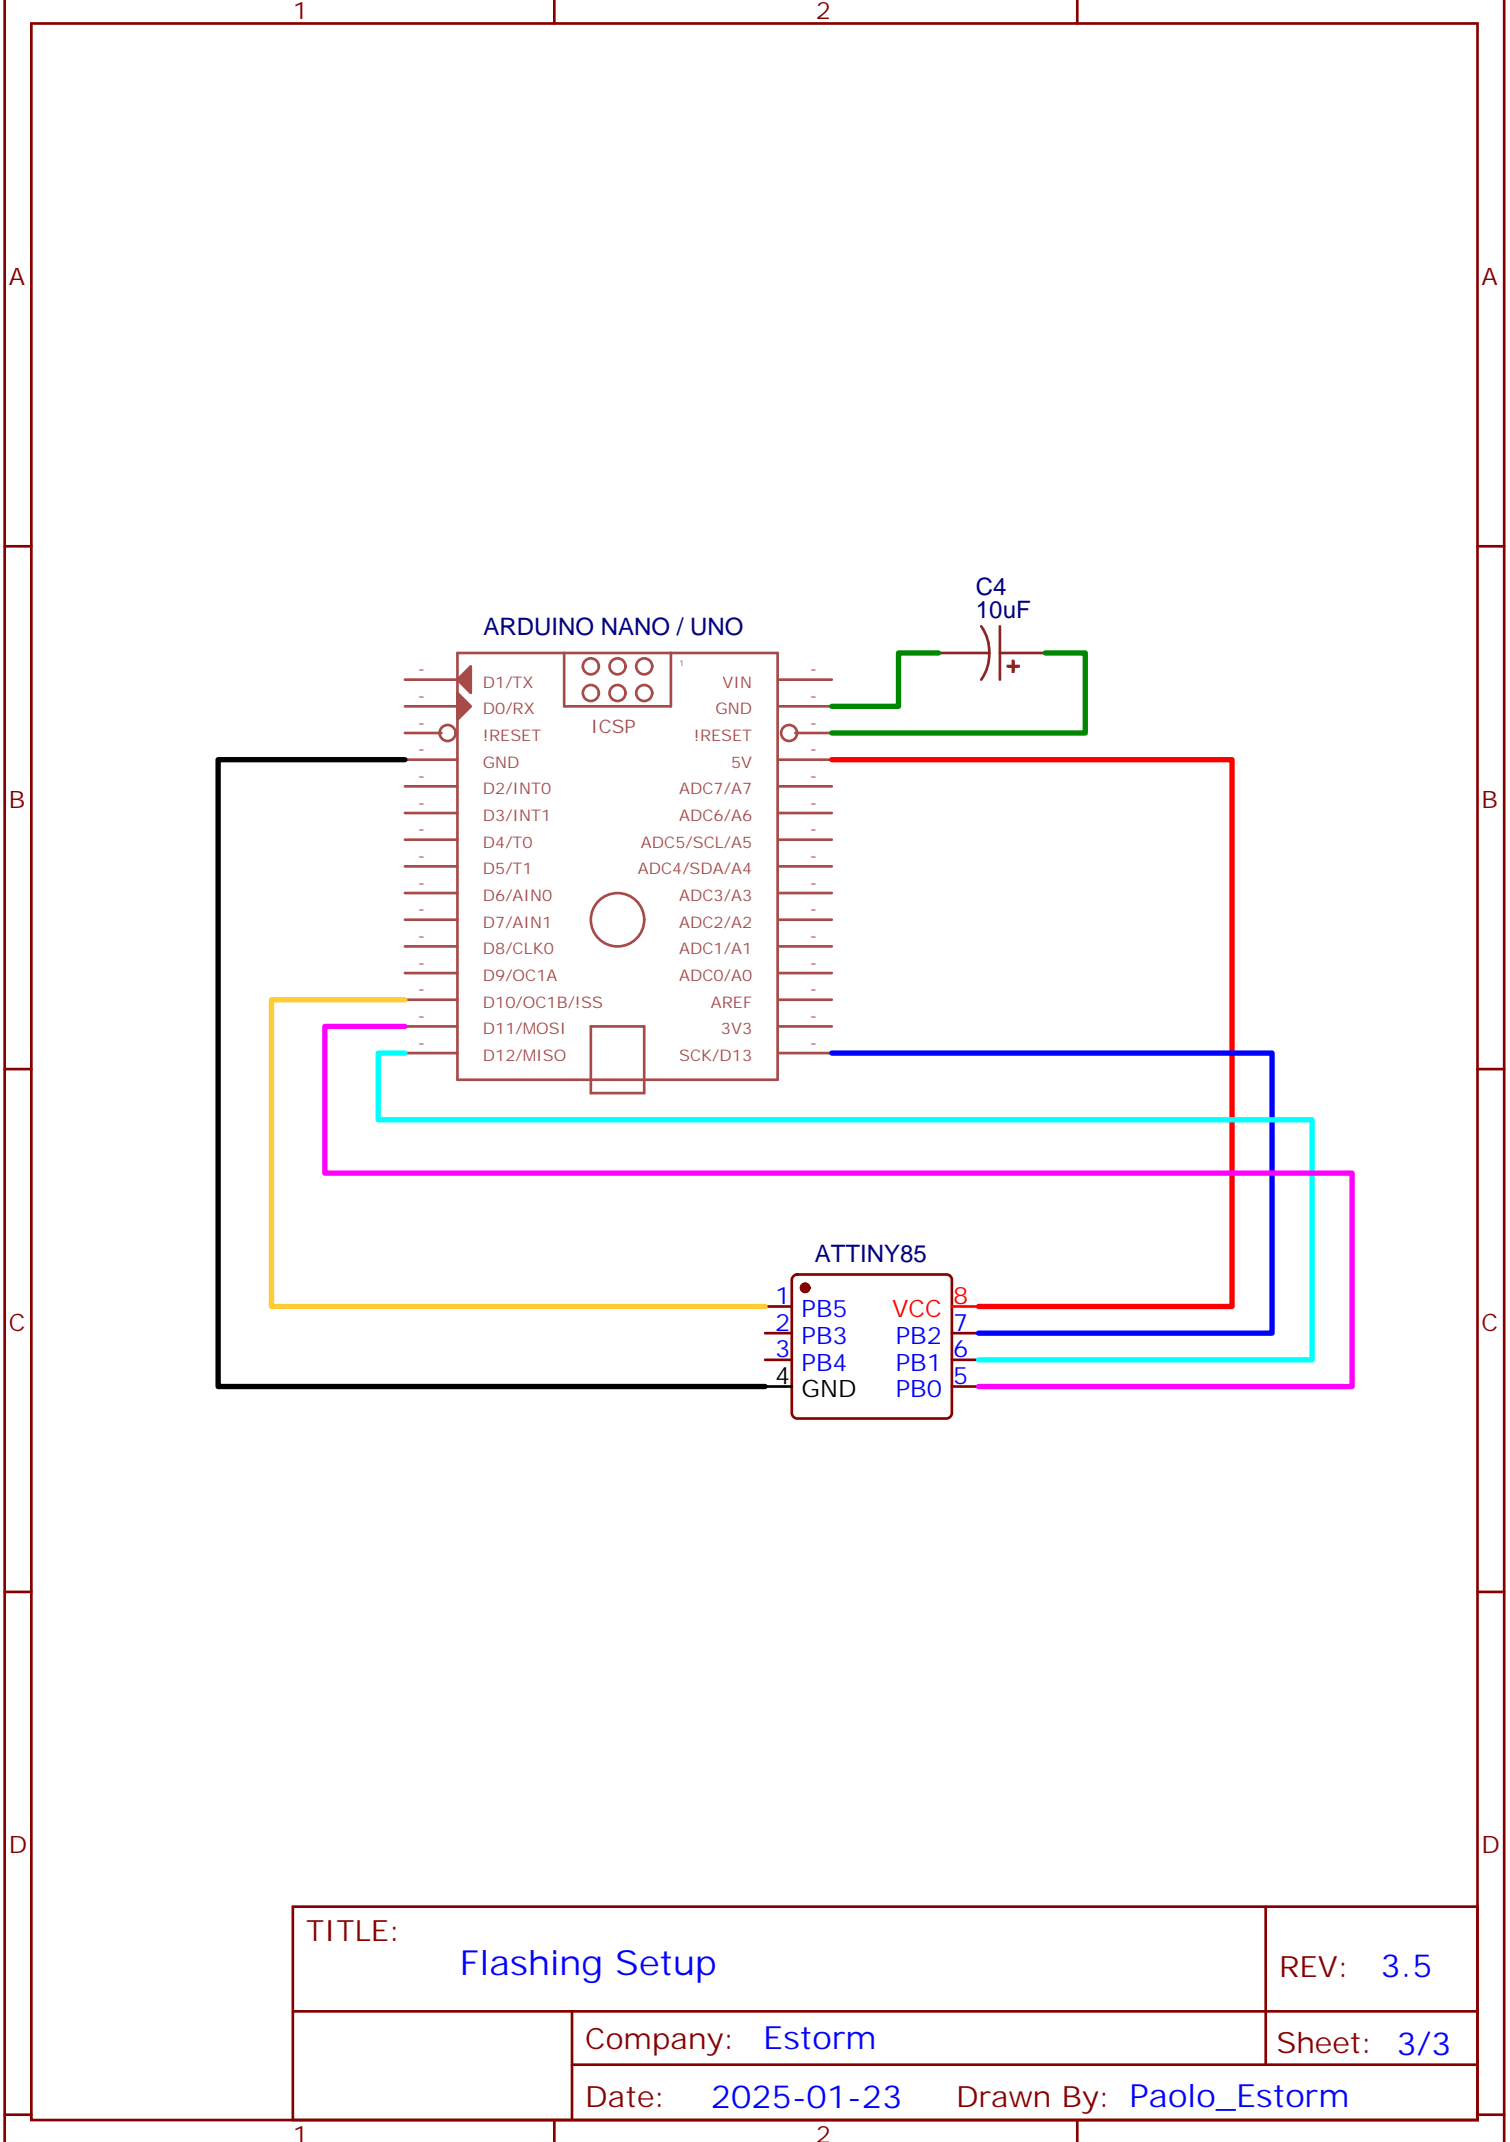 1 2
A A
C4
10uF
ARDUINO NANO / UNO
1
ICSP
D1/TX VIN
D0/RX GND
!RESET !RESET
GND 5V
D2/INT0 ADC7/A7
D3/INT1 ADC6/A6
D4/T0 ADC5/SCL/A5
D5/T1 ADC4/SDA/A4
D6/AIN0 ADC3/A3
D7/AIN1 ADC2/A2
D8/CLK0 ADC1/A1
D9/OC1A ADC0/A0
D10/OC1B/!SS AREF
D11/MOSI 3V3
D12/MISO SCK/D13
B B
ATTINY85
1 PB5 VCC 8
2 PB3 PB2 7
3 PB4 PB1 6
4 GND PB0 5
C C
D D
TITLE:
Flashing Setup
REV: 3.5
Company: Estorm
Sheet: 3/3
Date: 2025-01-23 Drawn By: Paolo_Estorm
1 2